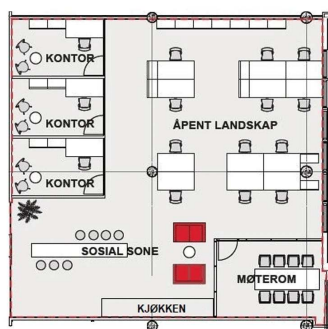 KONTOR
KONTOR
ÅPENT LANDSKAP
KONTOR
SOSIAL SONE
MØTEROM
KJØKKEN